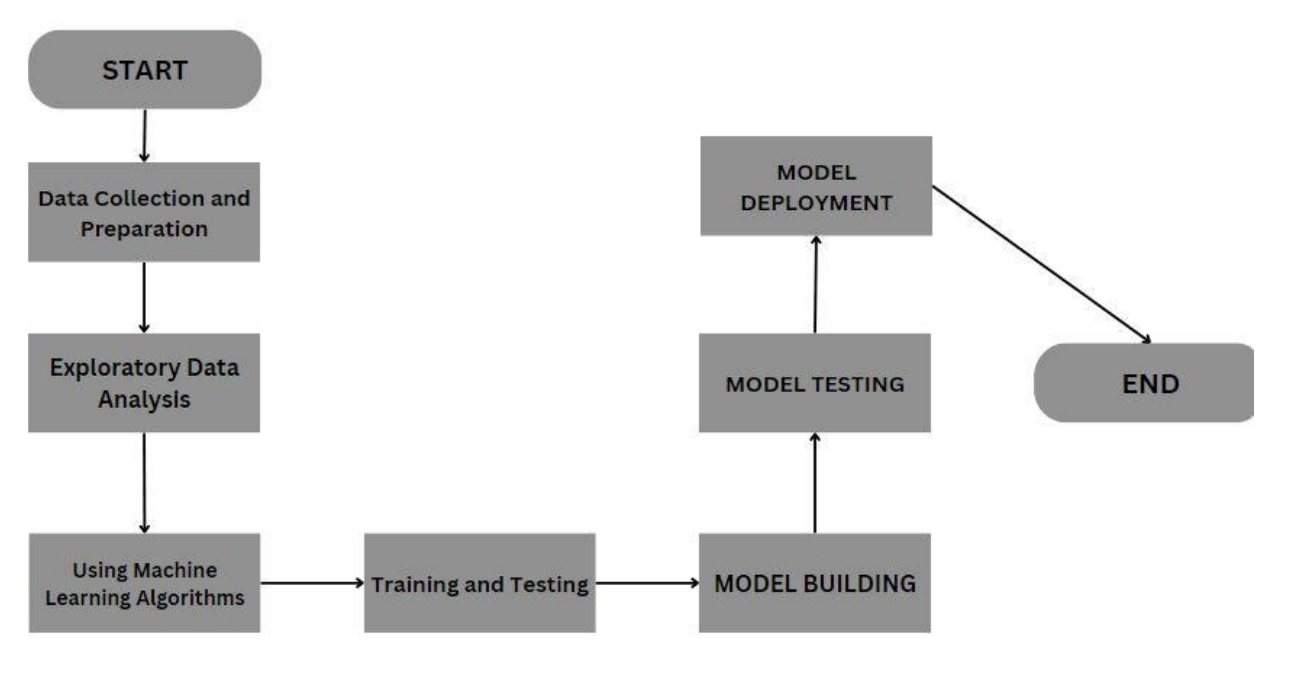 START
Data Collection and
Preparation
Exploratory Data
Analysis
Using Machine
Learning Algorithms
Training and Testing
MODEL BUILDING
MODEL TESTING
MODEL
DEPLOYMENT
END